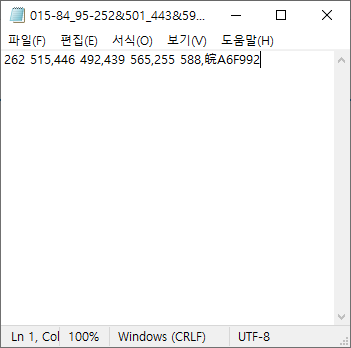 015-84_95-252&501_443&59...
파일(F) 편집(E) 서식(O) 보기(V) 도움말(H)
262 515,446 492,439 565,255 588,皖A6F992
Ln 1, Col 100% Windows (CRLF) UTF-8